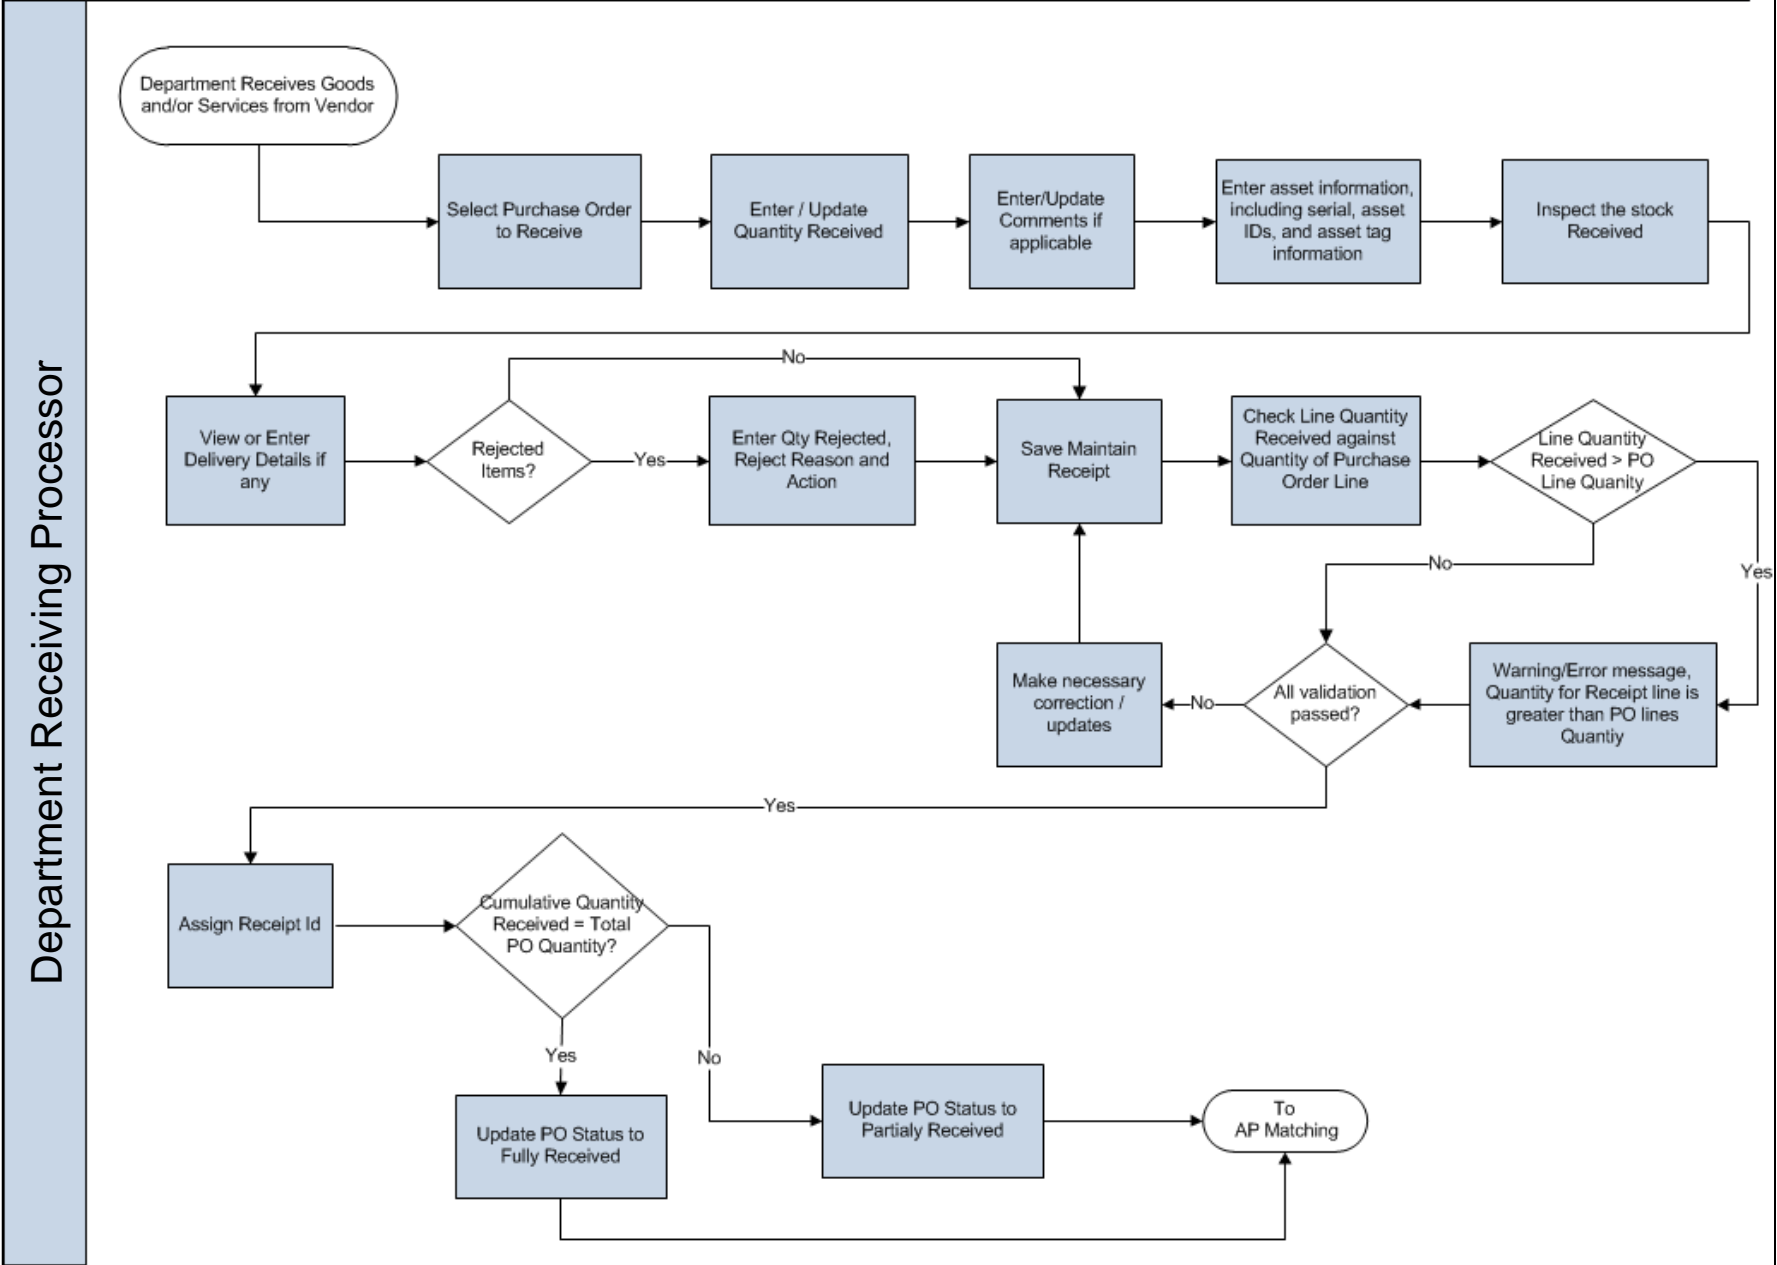 Department Receiving Processor
Department Receives Goods
and/or Services from Vendor
Select Purchase Order
to Receive
Enter / Update
Quantity Received
Enter/Update
Comments if
applicable
Enter asset information,
including serial, asset
IDs, and asset tag
information
Inspect the stock
Received
View or Enter
Delivery Details if
any
Rejected
Items?
No
Yes
Enter Qty Rejected,
Reject Reason and
Action
Save Maintain
Receipt
Check Line Quantity
Received against
Quantity of Purchase
Order Line
Line Quantity
Received > PO
Line Quanity
No
Yes
Warning/Error message,
Quantity for Receipt line is
greater than PO lines
Quantiy
All validation
passed?
No
Make necessary
correction /
updates
Yes
Assign Receipt Id
Cumulative Quantity
Received = Total
PO Quantity?
Yes
No
Update PO Status to
Fully Received
Update PO Status to
Partialy Received
To
AP Matching